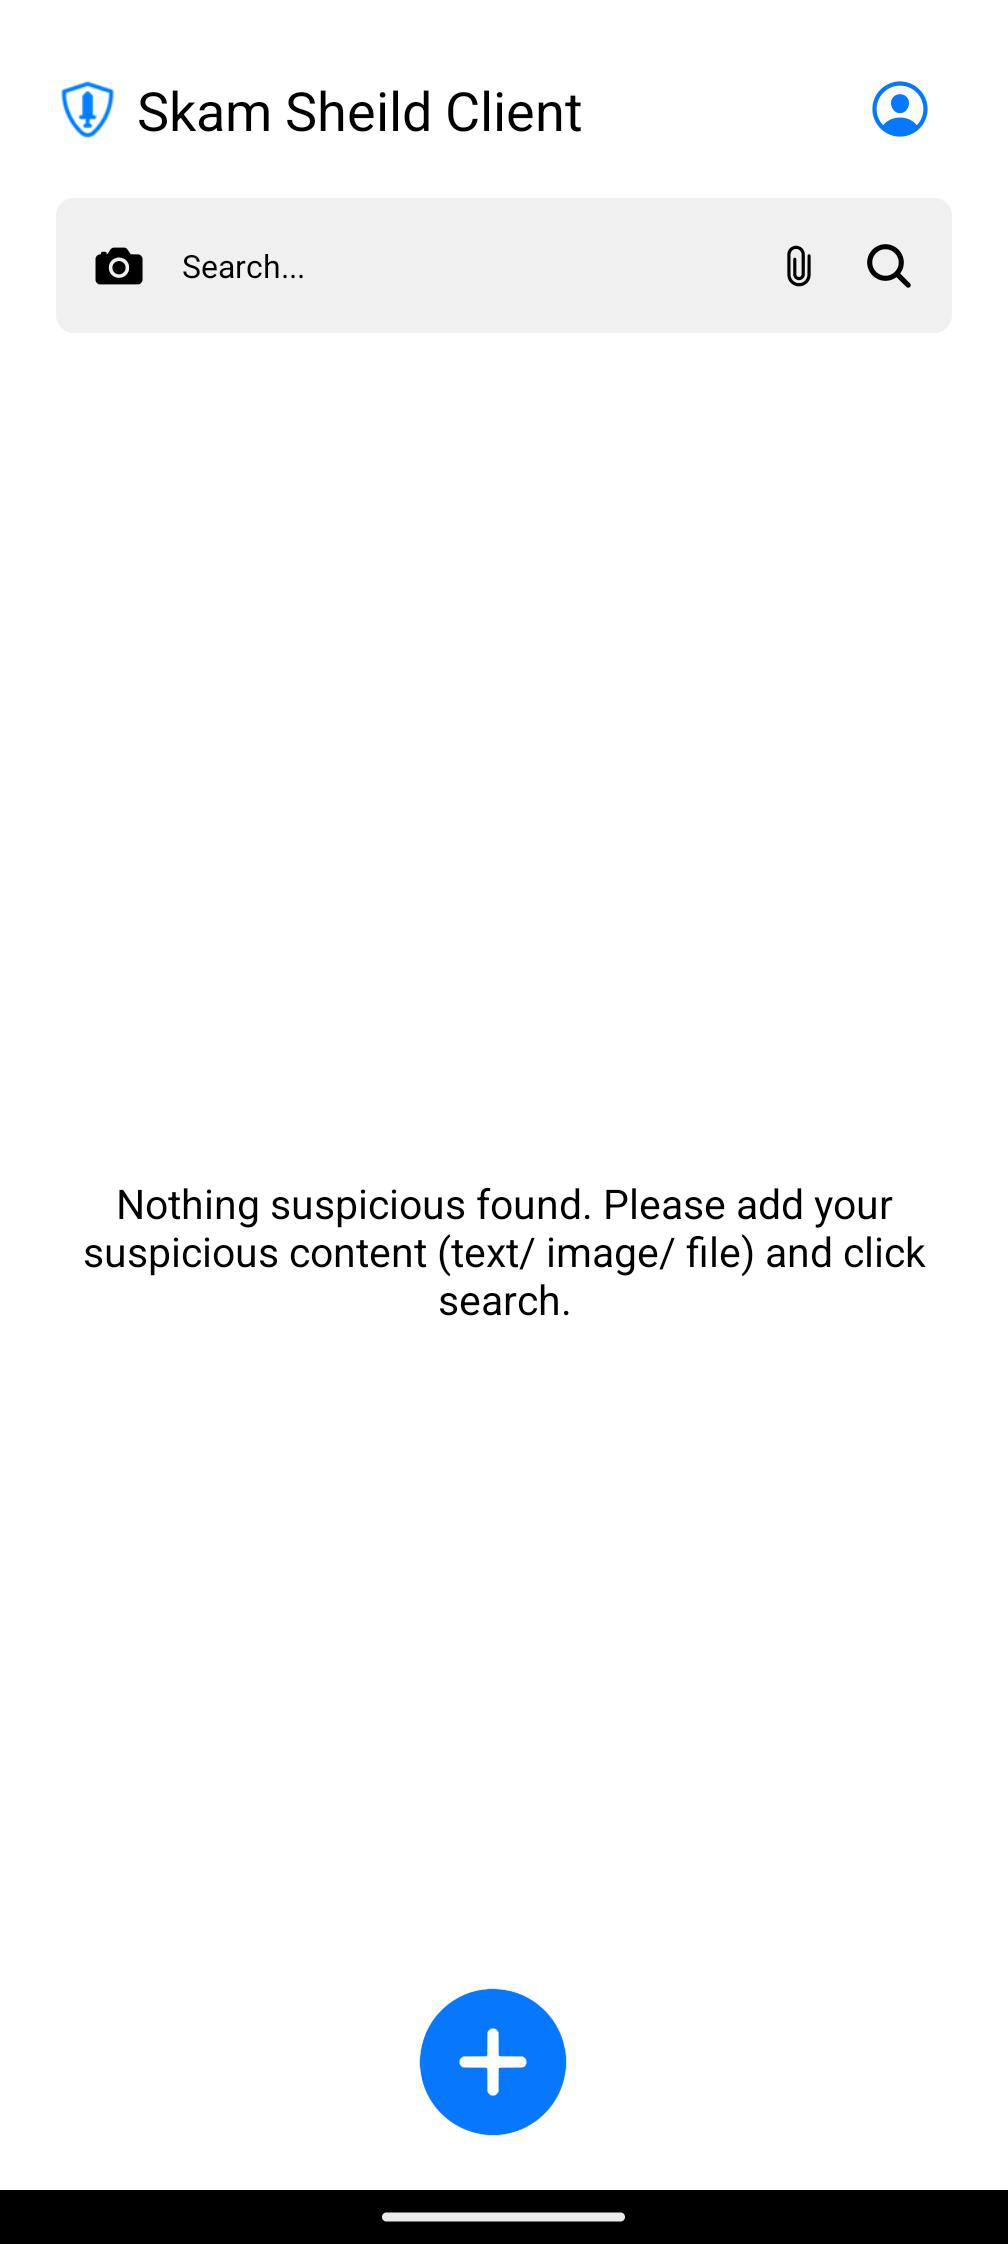 Skam Sheild Client
Search...
Nothing suspicious found. Please add your
suspicious content (text/ image/ file) and click
search.